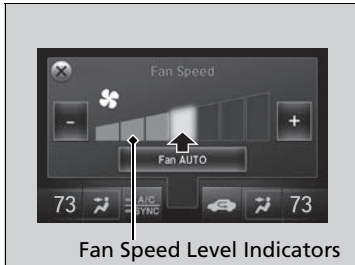 Fan Speed
-
+
Fan AUTO
73
A/C
SYNC
73
Fan Speed Level Indicators